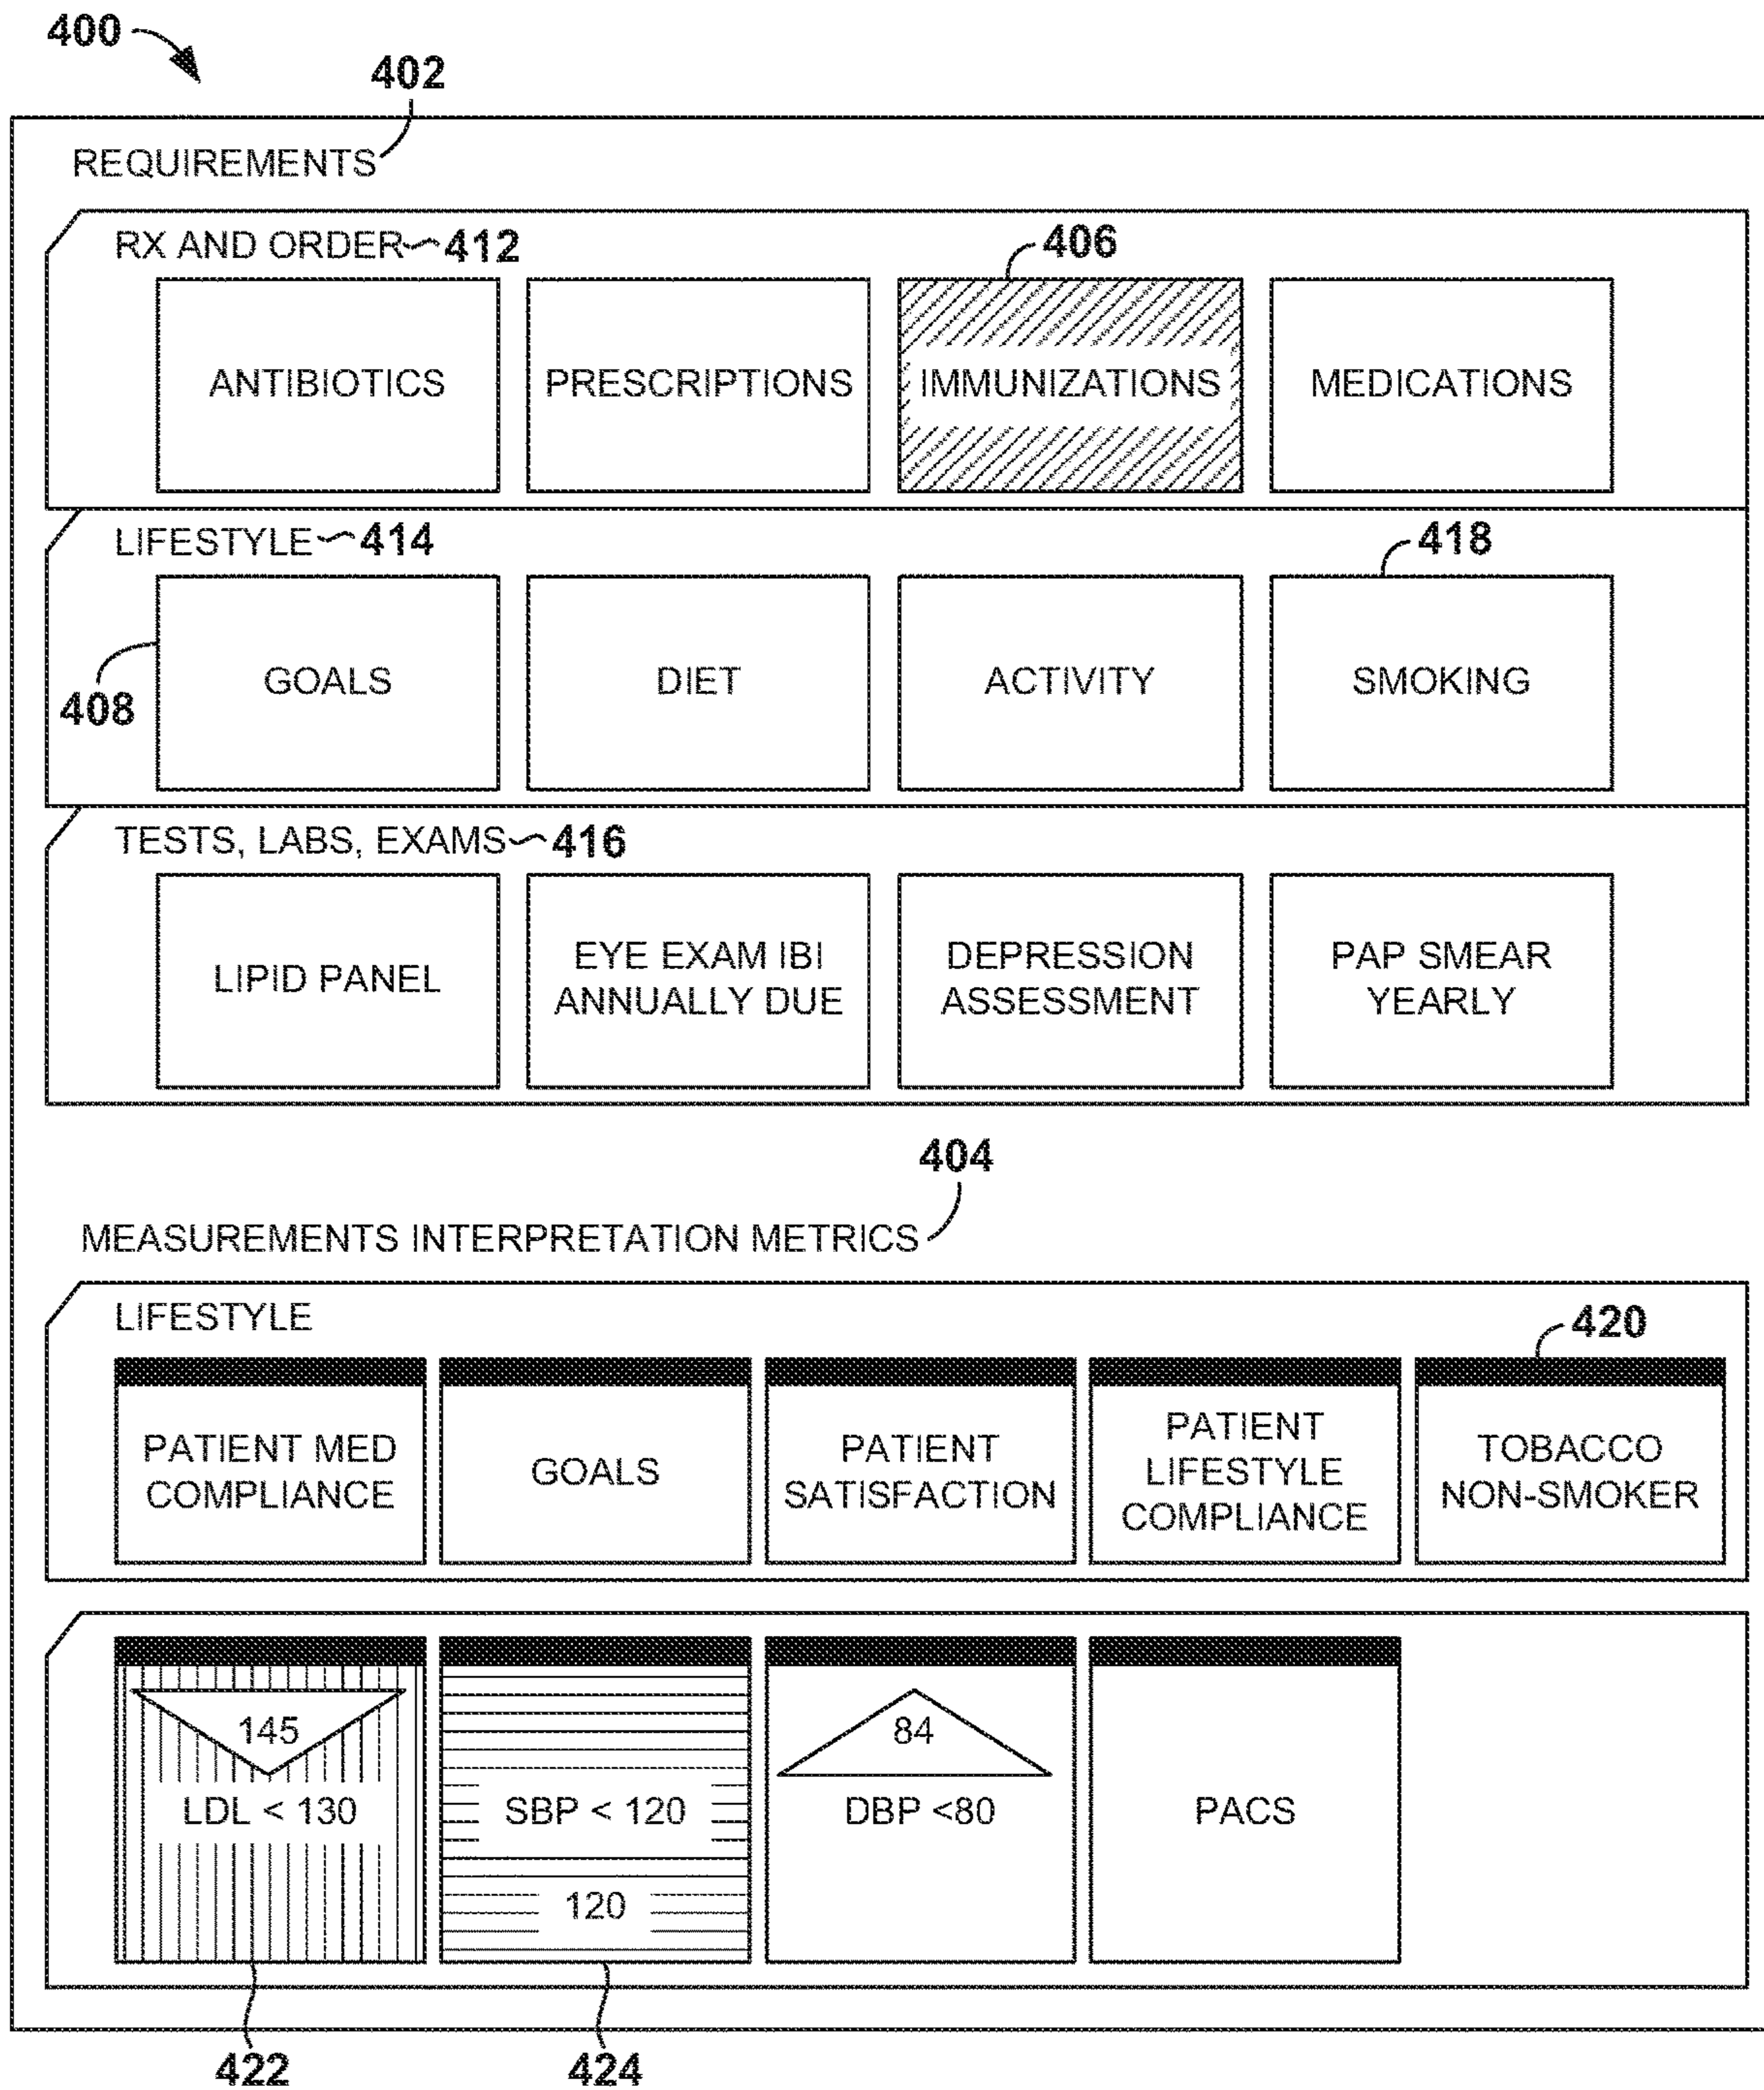 400
402
REQUIREMENTS
RX AND ORDER 412
406
ANTIBIOTICS
PRESCRIPTIONS
IMMUNIZATIONS
MEDICATIONS
LIFESTYLE 414
418
408
GOALS
DIET
ACTIVITY
SMOKING
TESTS, LABS, EXAMS 416
LIPID PANEL
EYE EXAM IBI
ANNUALLY DUE
DEPRESSION
ASSESSMENT
PAP SMEAR
YEARLY
404
MEASUREMENTS INTERPRETATION METRICS
LIFESTYLE
420
PATIENT MED
COMPLIANCE
GOALS
PATIENT
SATISFACTION
PATIENT
LIFESTYLE
COMPLIANCE
TOBACCO
NON-SMOKER
145
LDL < 130
SBP < 120
120
84
DBP <80
PACS
422
424